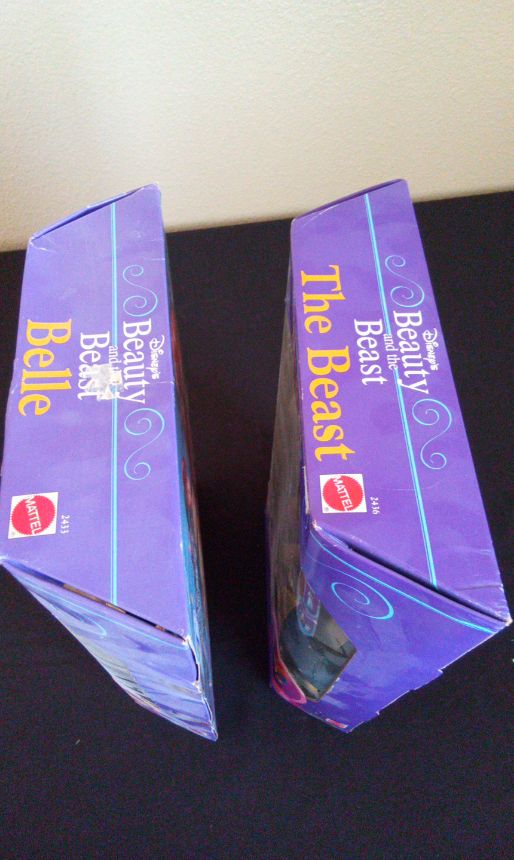 Disney's
Beauty
and the
Beast
Belle
MATTEL
2433
Disney's
Beauty
and the
Beast
The Beast
MATTEL
2436